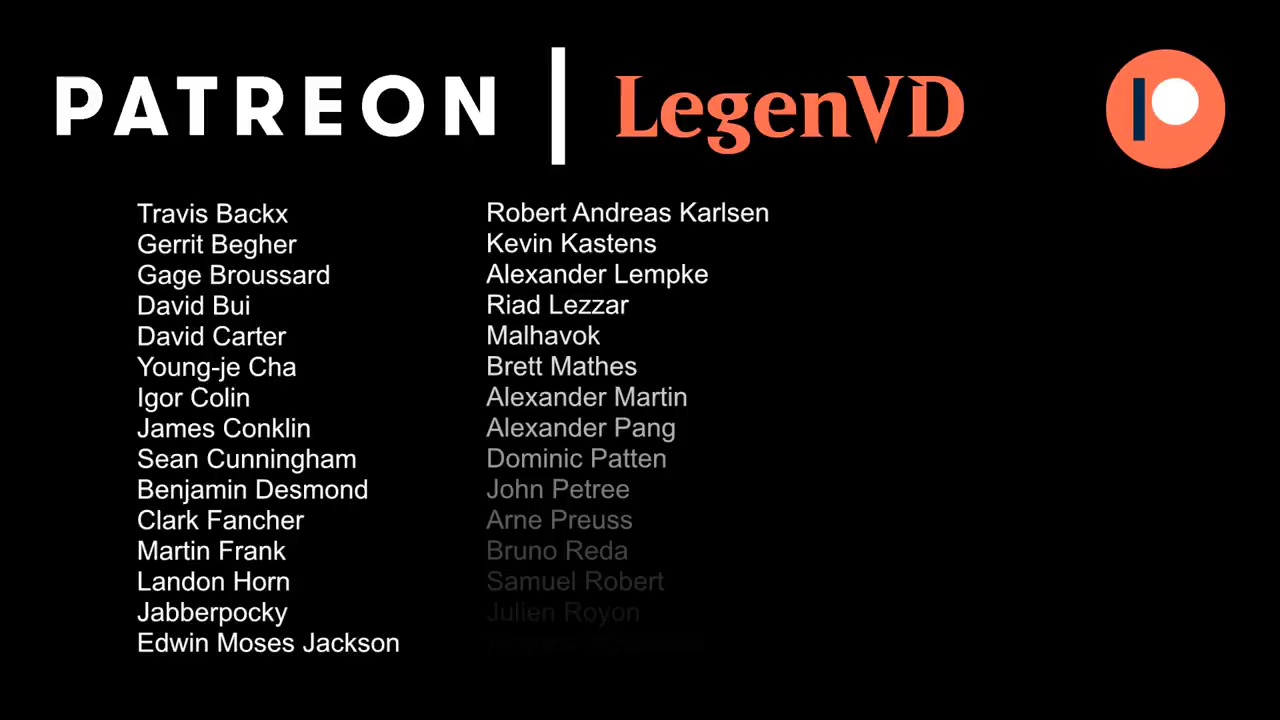 PATREON | LegenVD
Travis Backx
Gerrit Begher
Gage Broussard
David Bui
David Carter
Young-je Cha
Igor Colin
James Conklin
Sean Cunningham
Benjamin Desmond
Clark Fancher
Martin Frank
Landon Horn
Jabberpocky
Edwin Moses Jackson
Robert Andreas Karlsen
Kevin Kastens
Alexander Lempke
Riad Lezzar
Malhavok
Brett Mathes
Alexander Martin
Alexander Pang
Dominic Patten
John Petree
Arne Preuss
Bruno Reda
Samuel Robert
Julien Royon